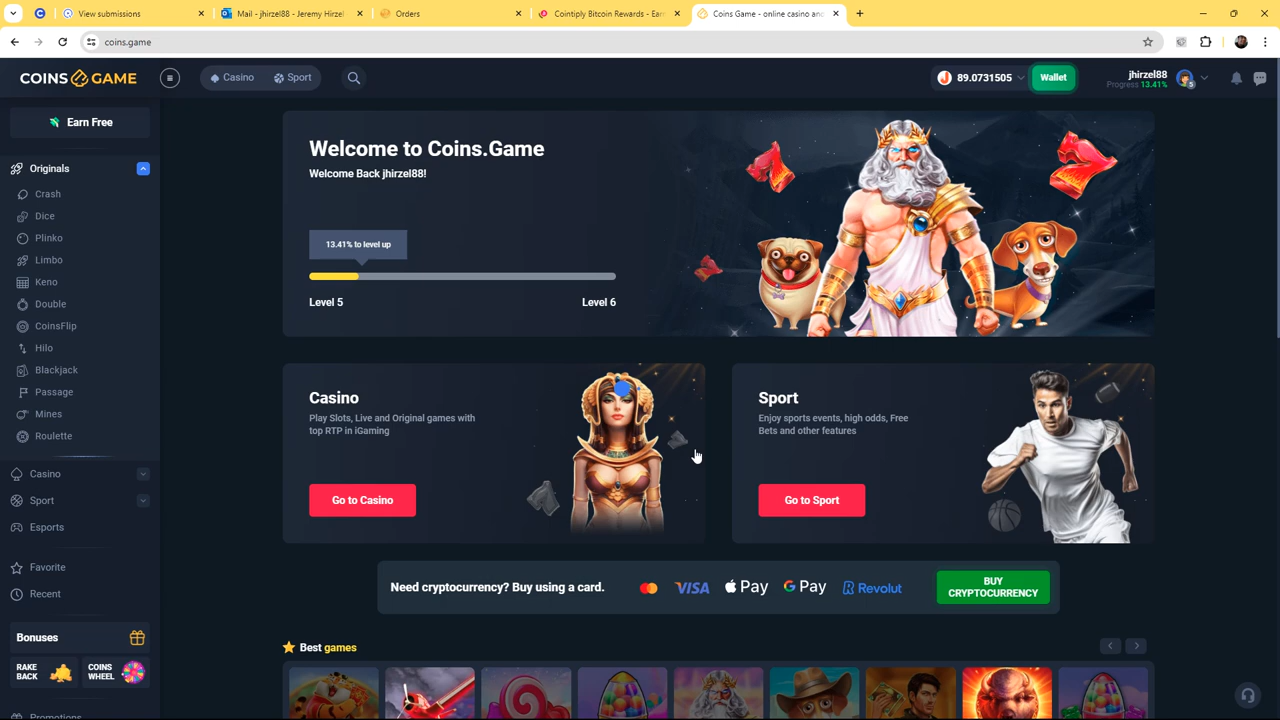 View submissions
Mail - jhirzel88 - Jeremy Hirzel
Orders
Cointiply Bitcoin Rewards - Earn
Coins Game - online casino and
coins.game
COINS GAME
Casino
Sport
89.0731505
Wallet
jhirzel88
Progress 13.41%
5
Earn Free
Originals
Crash
Dice
Plinko
Limbo
Keno
Double
CoinsFlip
Hilo
Blackjack
Passage
Mines
Roulette
Casino
Sport
Esports
Favorite
Recent
Bonuses
RAKE
BACK
COINS
WHEEL
Promotions
Welcome to Coins.Game
Welcome Back jhirzel88!
13.41% to level up
Level 5
Level 6
Casino
Play Slots, Live and Original games with
top RTP in iGaming
Go to Casino
Sport
Enjoy sports events, high odds, Free
Bets and other features
Go to Sport
Need cryptocurrency? Buy using a card.
VISA
Pay
G Pay
Revolut
BUY
CRYPTOCURRENCY
Best games